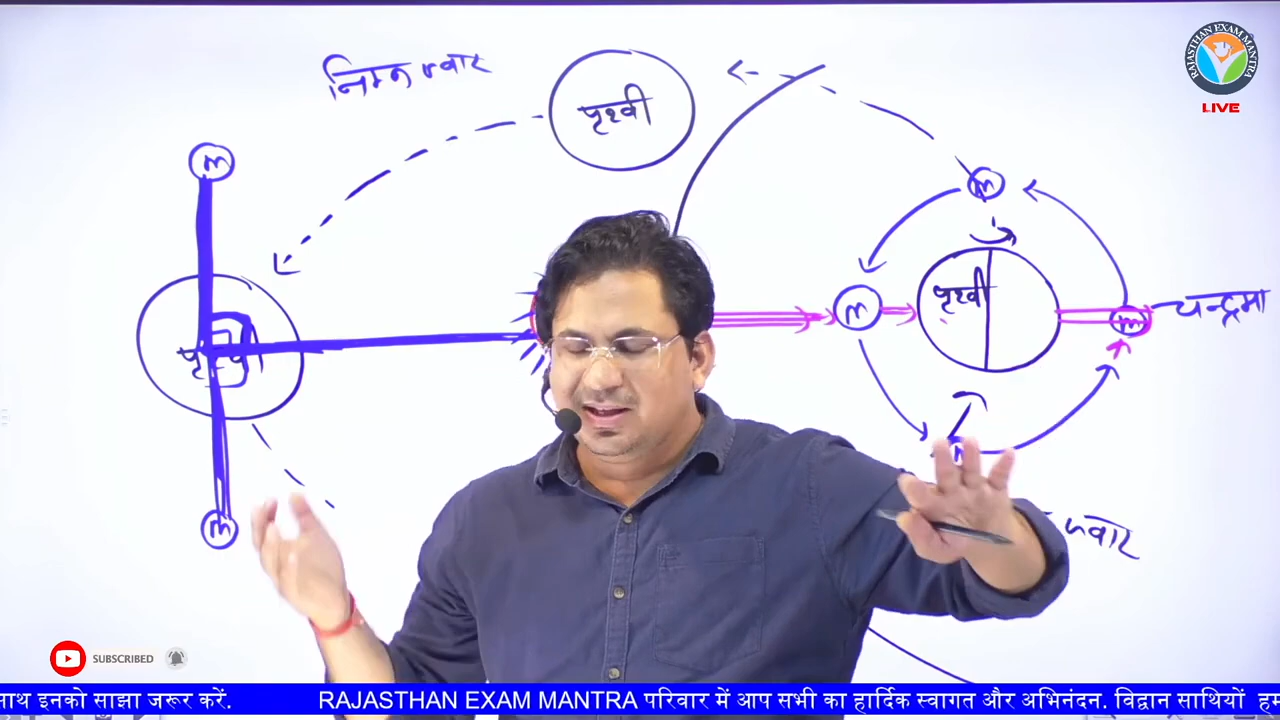 RAJASTHAN EXAM MANTRA
LIVE
निम्न ज्वार
पृथ्वी
m
m
m
पृथ्वी
m
चन्द्रमा
पृथ्वी
m
m
ज्वार
SUBSCRIBED
साथ इनको साझा जरूर करें. RAJASTHAN EXAM MANTRA परिवार में आप सभी का हार्दिक स्वागत और अभिनंदन. विद्वान साथियों